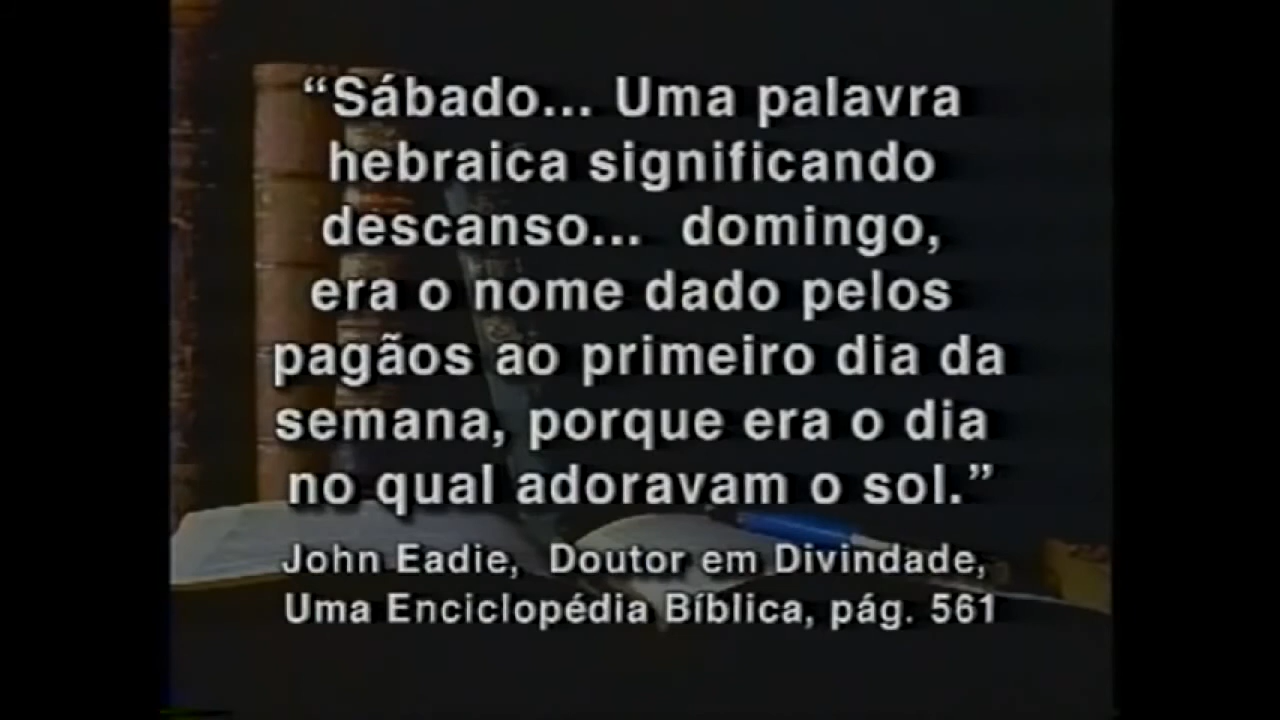 “Sábado... Uma palavra
hebraica significando
descanso... domingo,
era o nome dado pelos
pagãos ao primeiro dia da
semana, porque era o dia
no qual adoravam o sol.”
John Eadie, Doutor em Divindade,
Uma Enciclopédia Bíblica, pág. 561